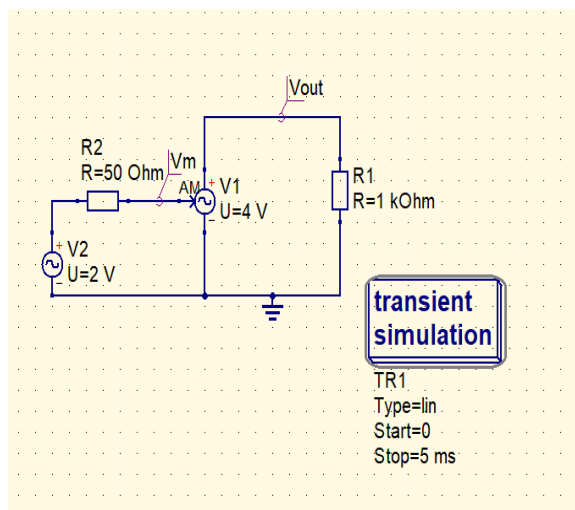 Vout
R2
R=50 Ohm
Vm
AM
+
V1
U=4 V
−
R1
R=1 kOhm
+
V2
U=2 V
−
transient
simulation
TR1
Type=lin
Start=0
Stop=5 ms